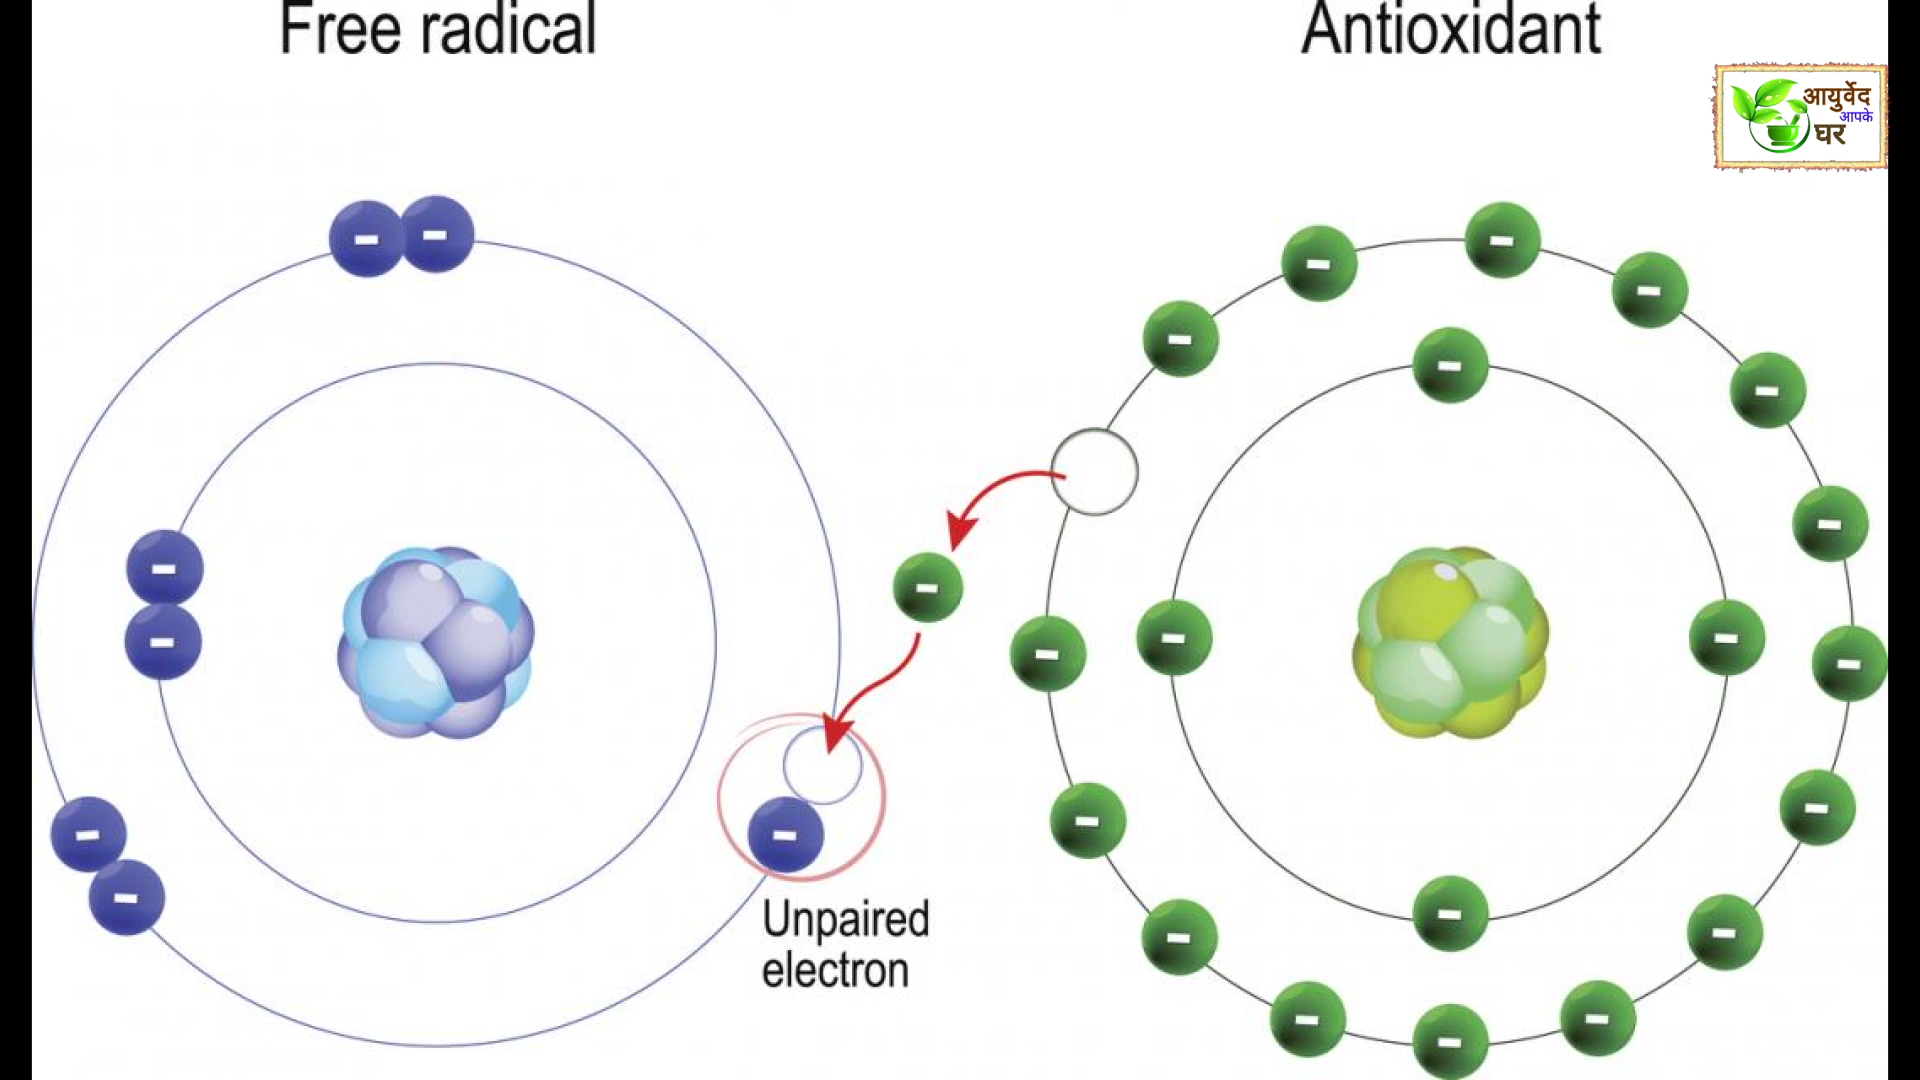 Free radical
Antioxidant
आयुर्वेद
आपके
घर
Unpaired
electron